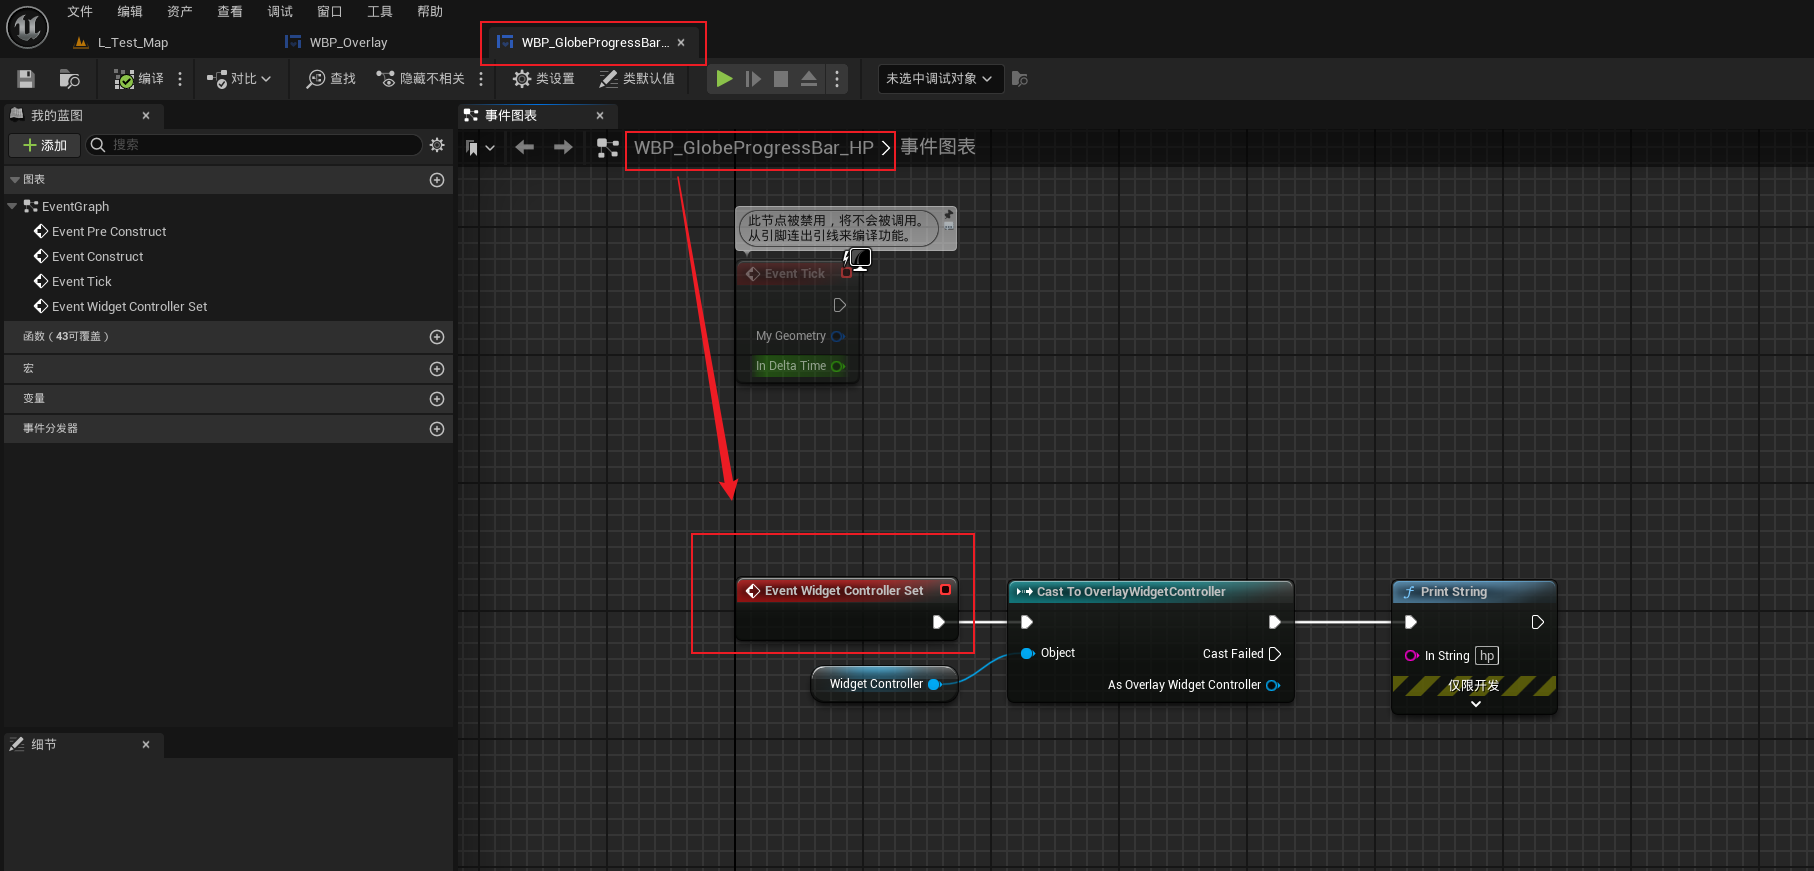 文件 编辑 资产 查看 调试 窗口 工具 帮助
L_Test_Map WBP_Overlay WBP_GlobeProgressBar...
编译 对比 查找 隐藏不相关 类设置 类默认值 未选中调试对象
我的蓝图 事件图表
添加 搜索
WBP_GlobeProgressBar_HP 事件图表
图表
EventGraph
Event Pre Construct
Event Construct
Event Tick
Event Widget Controller Set
函数（43可覆盖）
宏
变量
事件分发器
细节
此节点被禁用，将不会被调用。
从引脚连出引线来编译功能。
Event Tick
My Geometry
In Delta Time
Event Widget Controller Set
Widget Controller
Cast To OverlayWidgetController
Object
Cast Failed
As Overlay Widget Controller
Print String
In String hp
仅限开发